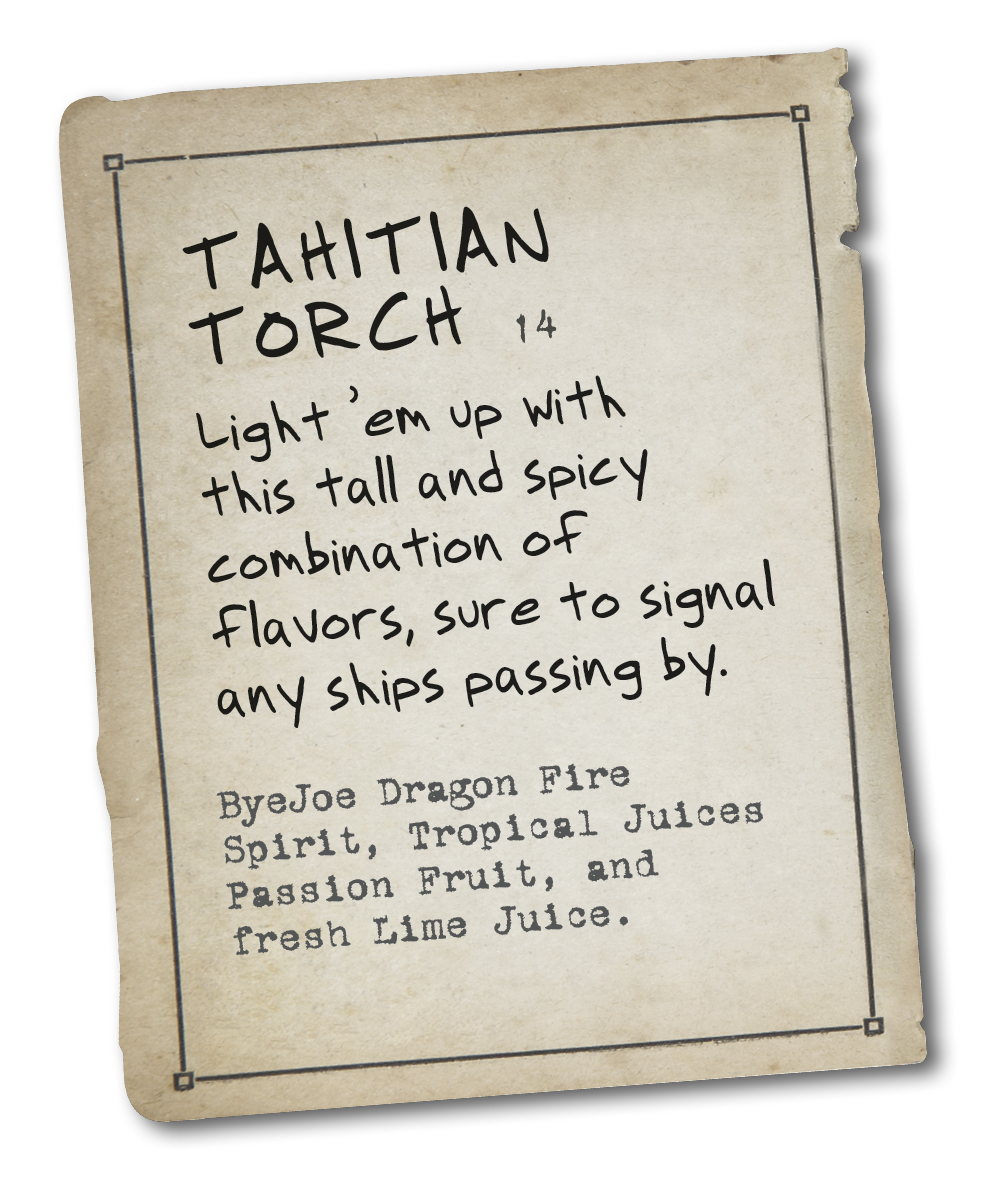 TAHITIAN
TORCH 14
Light 'em up with
this tall and spicy
combination of
flavors, sure to signal
any ships passing by.
ByeJoe Dragon Fire
Spirit, Tropical Juices
Passion Fruit, and
fresh Lime Juice.